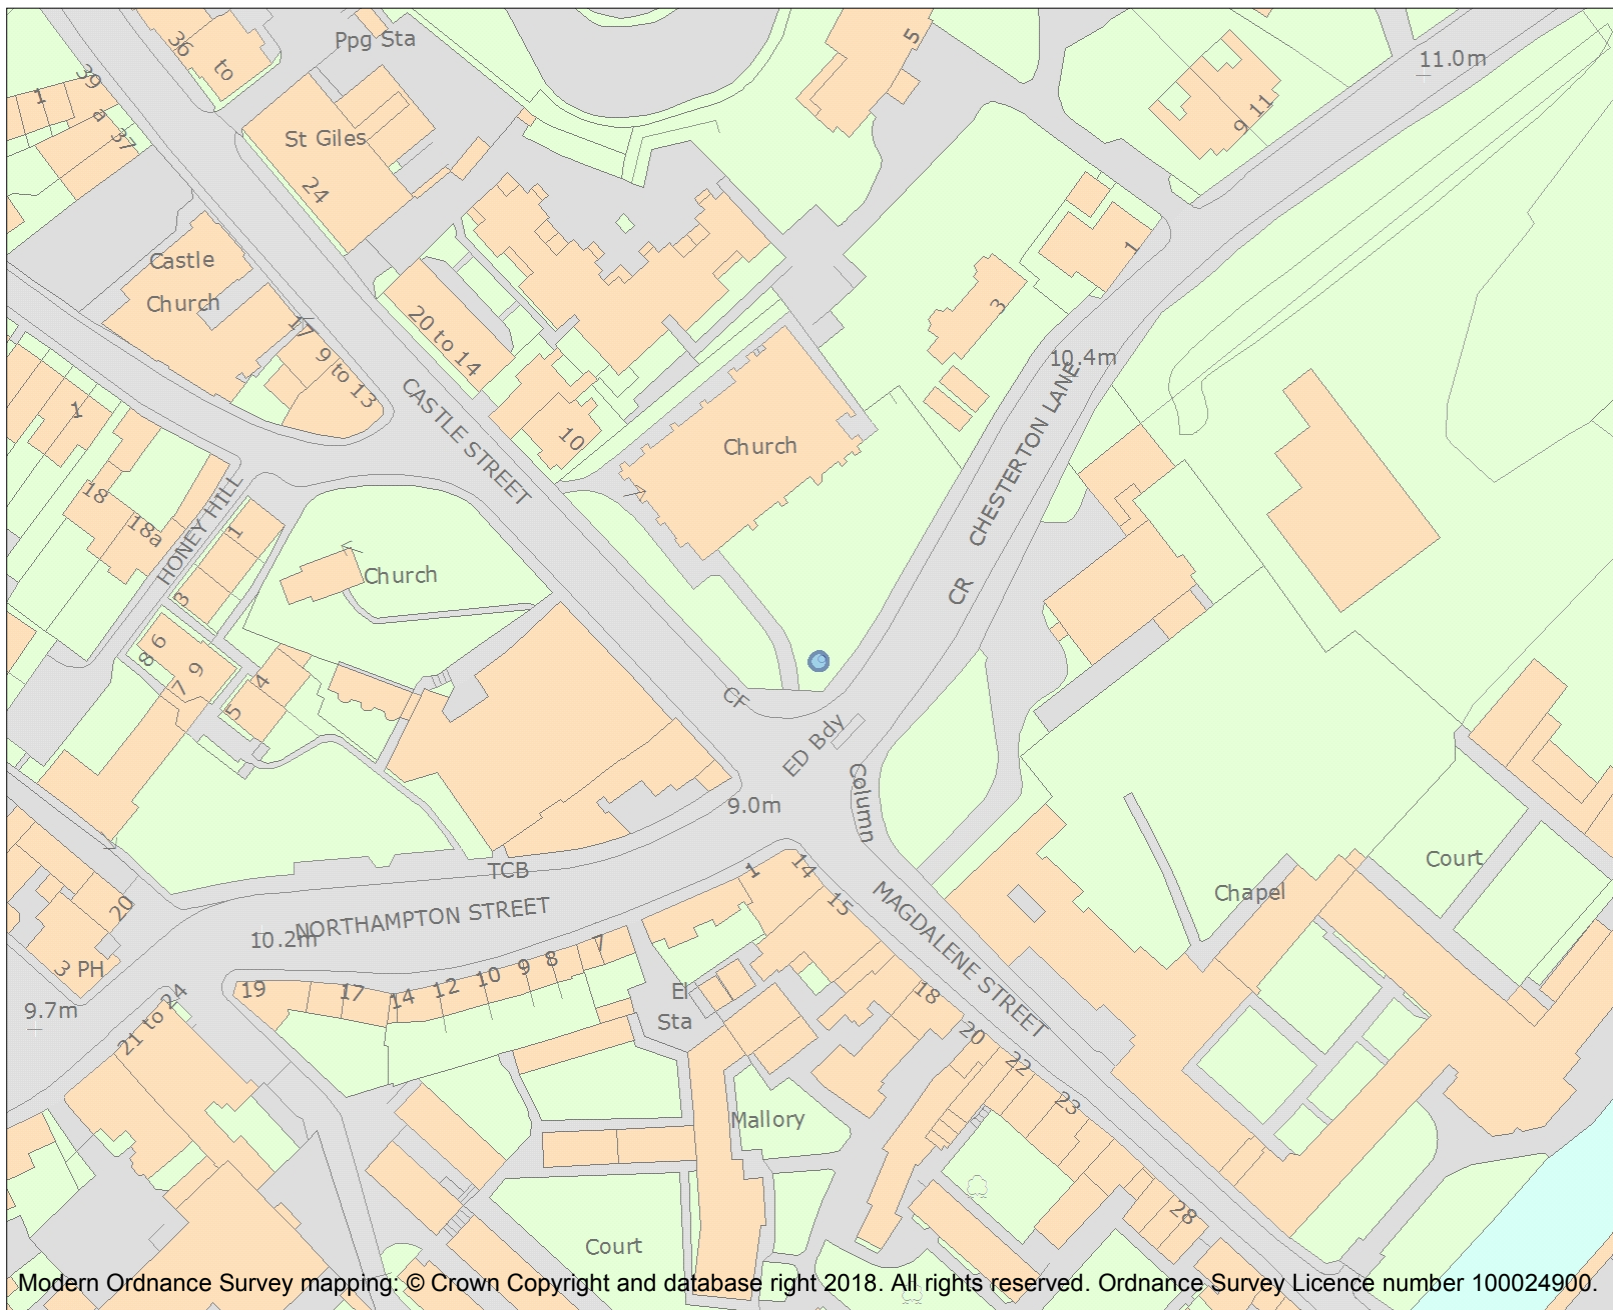 36
to
Ppg Sta
5
11.0m
39
a
37
1
St Giles
24
9 11
Castle
Church
1
3
17
9 to 13
20 to 14
10.4m
1
CASTLE STREET
10
Church
CHESTERTON LANE
18
18a
HONEY HILL
1
3
Church
CR
6
8
9
7
4
5
CF
ED Bdy
Column
9.0m
TCB
NORTHAMPTON STREET
10.2m
1
14
15
MAGDALENE STREET
Chapel
Court
20
3 PH
9.7m
21 to 24
19
17
14
12
10
9
8
7
El
Sta
18
20
22
23
Mallory
28
Court
Modern Ordnance Survey mapping: © Crown Copyright and database right 2018. All rights reserved. Ordnance Survey Licence number 100024900.